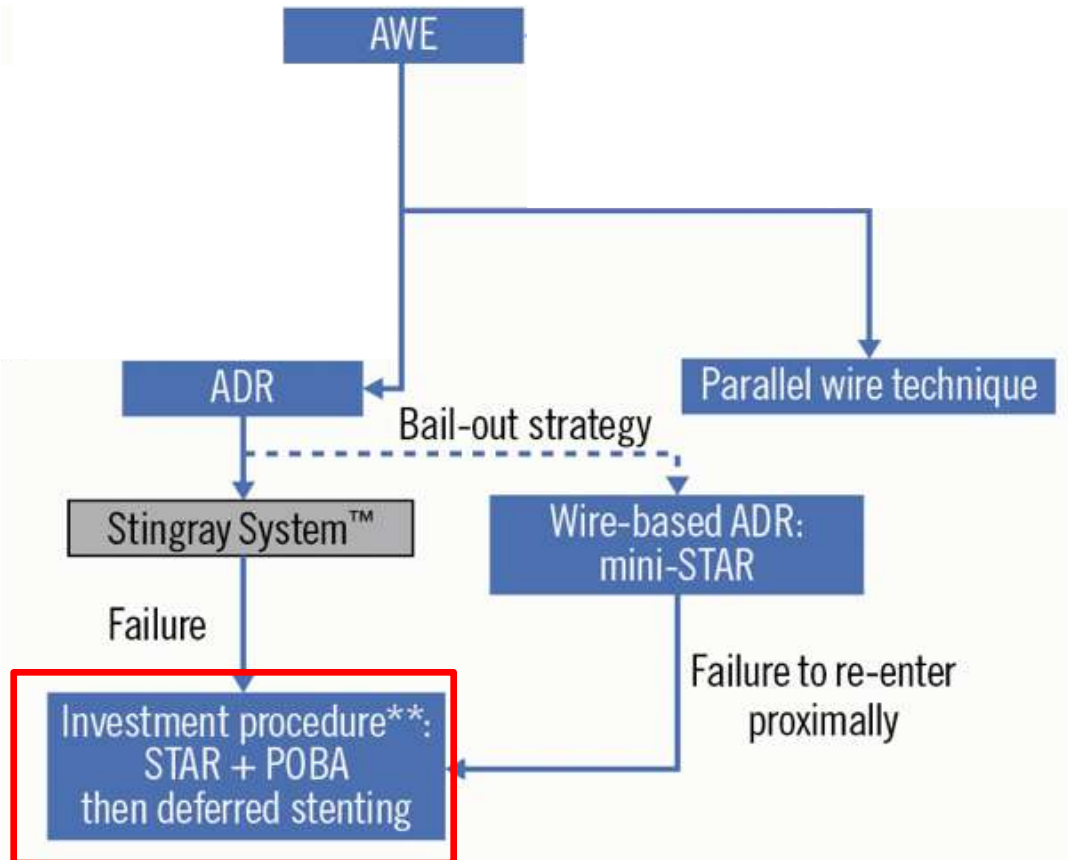 AWE
ADR
Parallel wire technique
Bail-out strategy
Stingray System™
Wire-based ADR:
mini-STAR
Failure
Failure to re-enter
proximally
Investment procedure**:
STAR + POBA
then deferred stenting